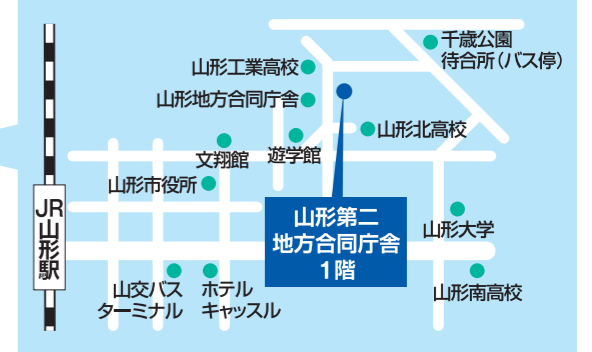 千歳公園
待合所（バス停）
山形工業高校
山形地方合同庁舎
山形北高校
文翔館
遊学館
山形市役所
JR山形駅
山形第二
地方合同庁舎
1階
山形大学
山交バス
ターミナル
ホテル
キャッスル
山形南高校